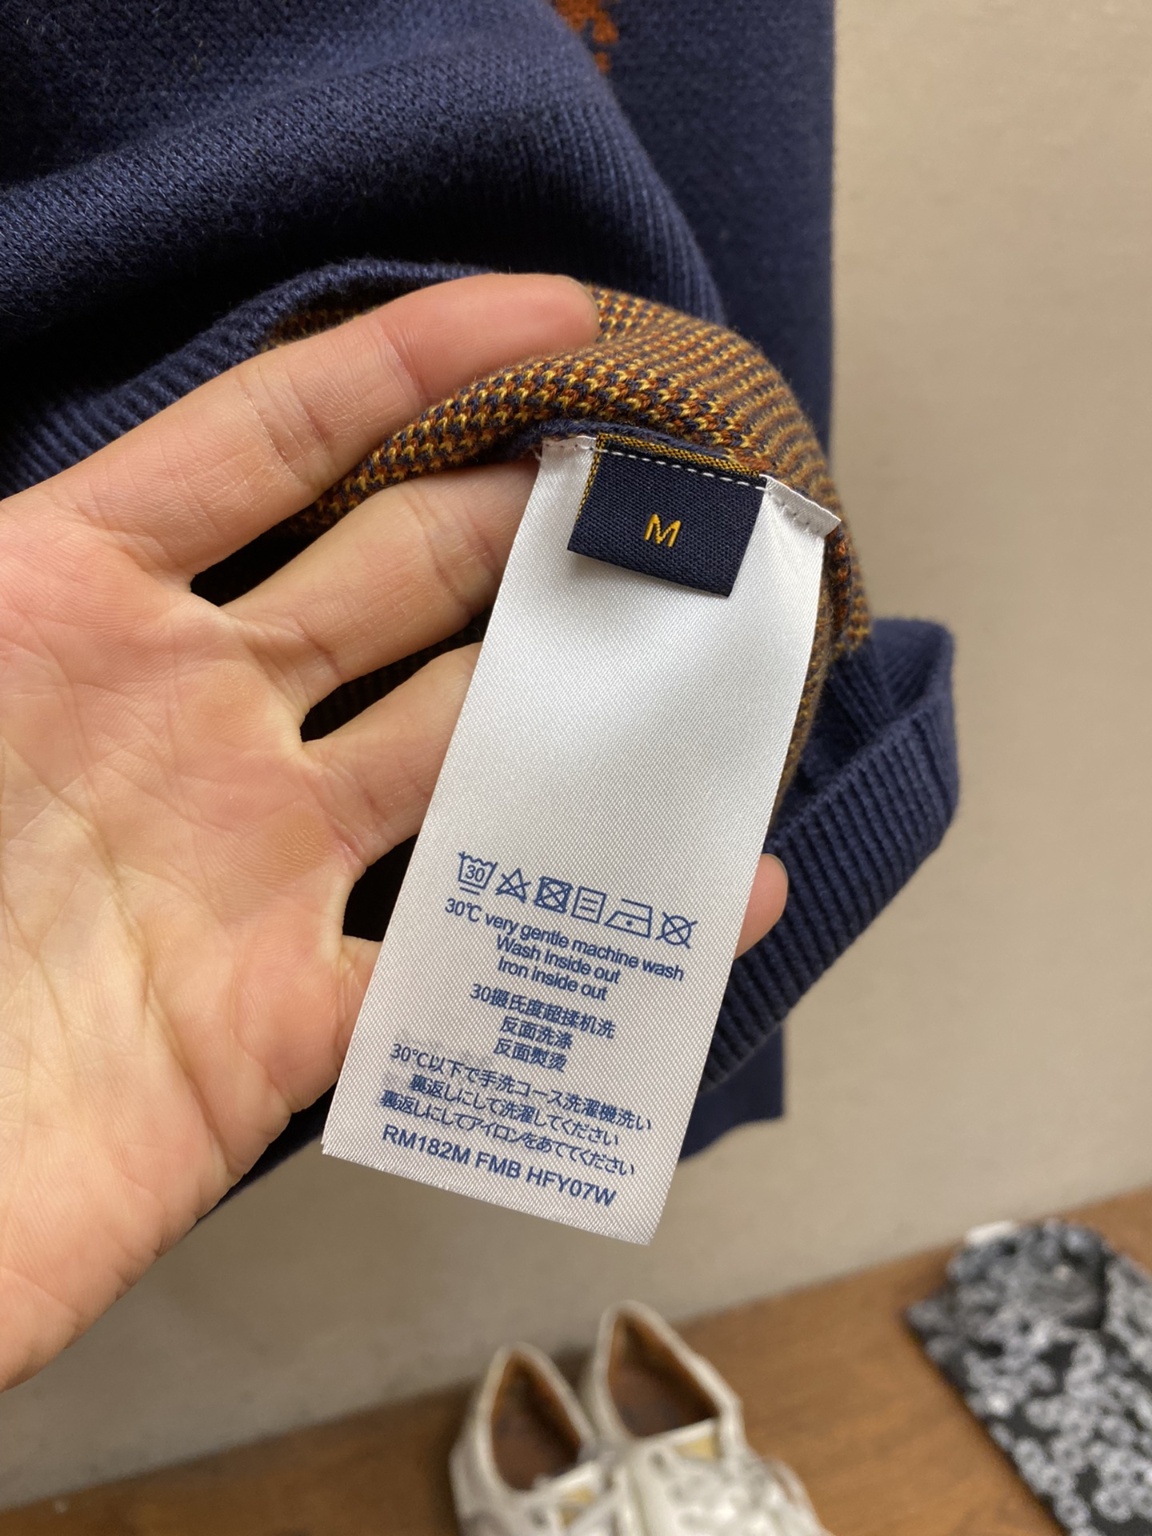 M
30
30℃ very gentle machine wash
Wash inside out
Iron inside out
30摄氏度超揉机洗
反面洗涤
反面熨烫
30℃以下で手洗コース洗濯機洗い
裏返しにして洗濯してください
裏返しにしてアイロンをあててください
RM182M FMB HFY07W